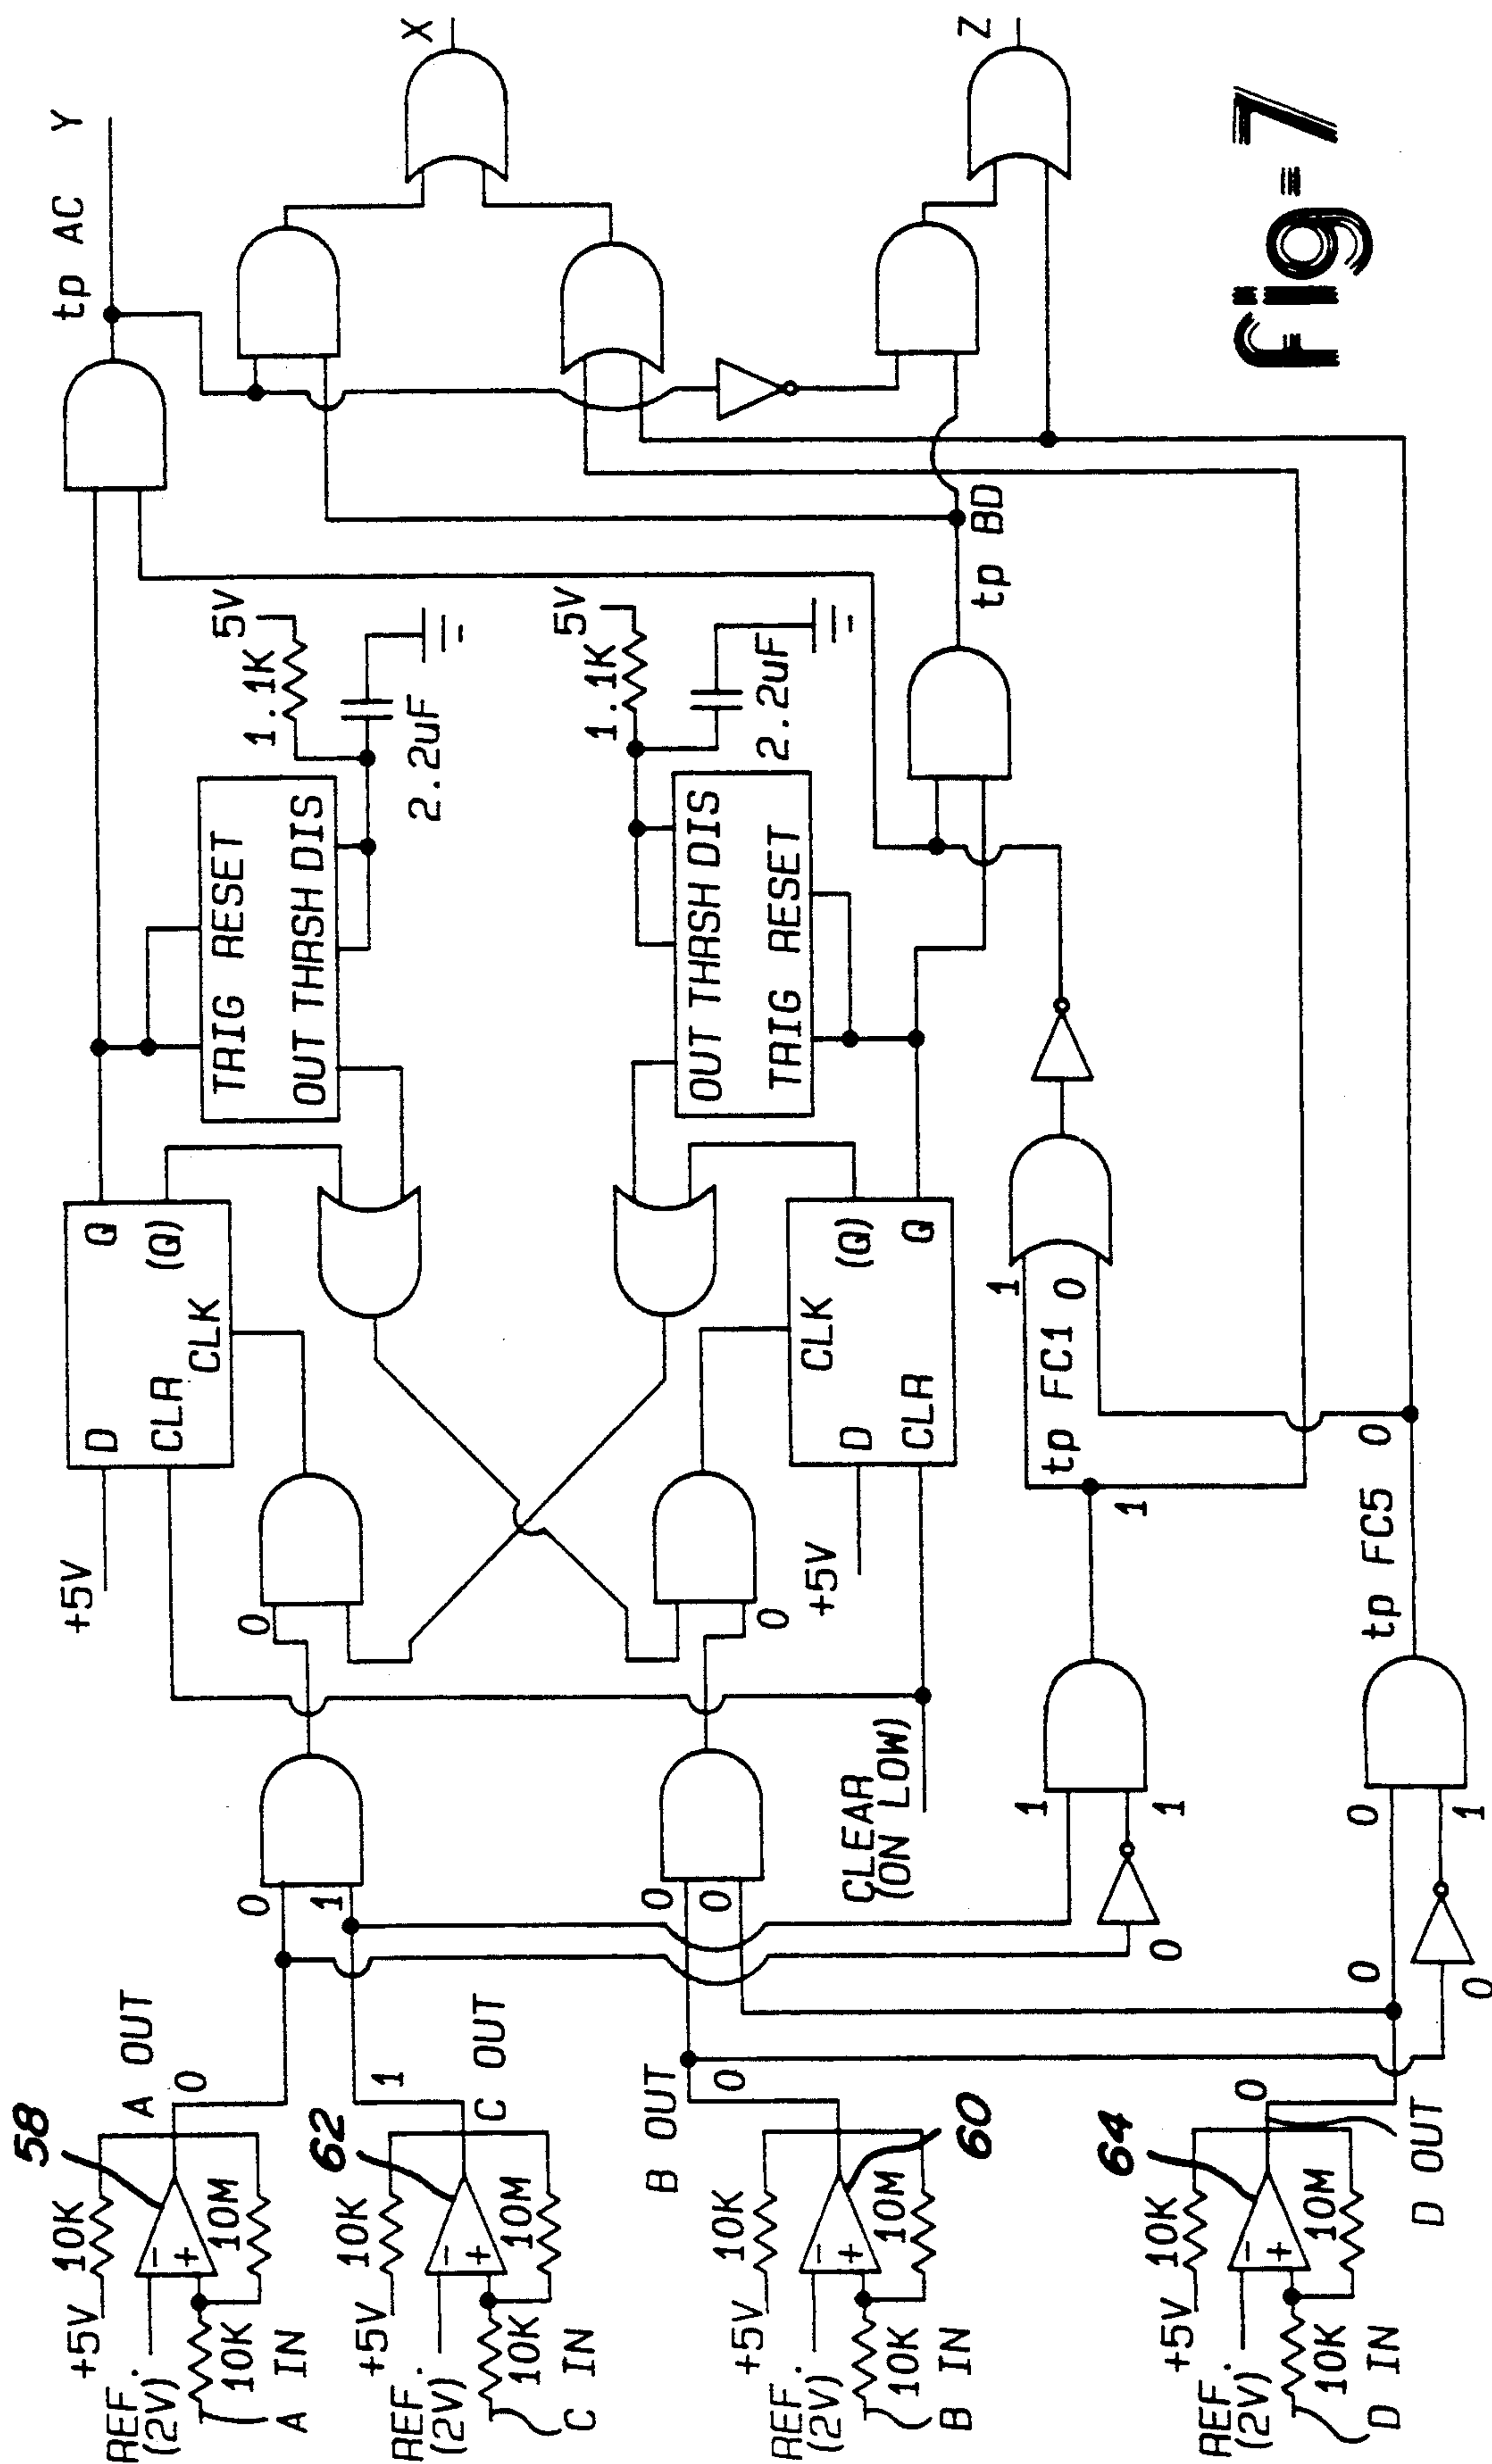 58
A OUT
0
+5V 10K
10M
REF.
(2V)
10K
A IN
62
C OUT
1
+5V 10K
10M
REF.
(2V)
10K
C IN
B OUT
0
60
+5V 10K
10M
REF.
(2V)
10K
B IN
64
0
D OUT
+5V 10K
10M
REF.
(2V)
10K
D IN
0
1
0
0
CLEAR
(ON LOW)
0
1
1
0
0
1
0
0
0
+5V
+5V
D
CLR
CLK
Q
(Q)
D
CLR
CLK
(Q)
Q
TRIG RESET
OUT THRSH DIS
1.1K
5V
2.2uF
OUT THRSH DIS
TRIG RESET
1.1K
5V
2.2uF
tp FC1
1
1
0
tp FC5
0
tp BD
tp AC
Y
X
Z
- +
- +
- +
- +
fig-7